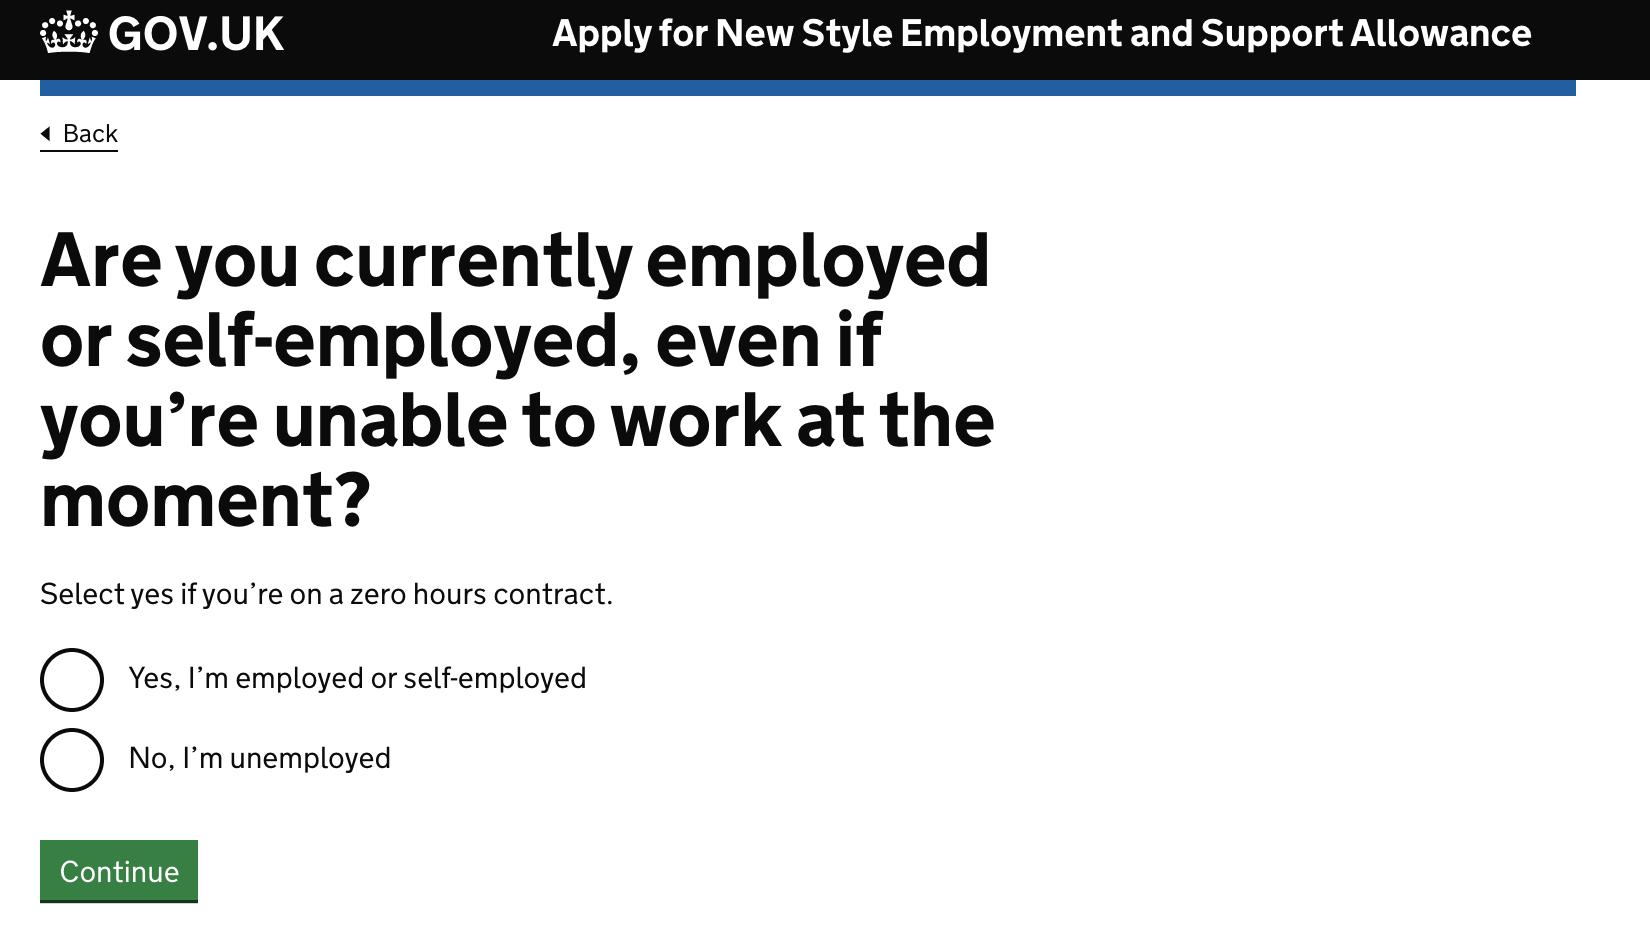 GOV.UK
Apply for New Style Employment and Support Allowance
Back
Are you currently employed
or self-employed, even if
you’re unable to work at the
moment?
Select yes if you’re on a zero hours contract.
Yes, I’m employed or self-employed
No, I’m unemployed
Continue